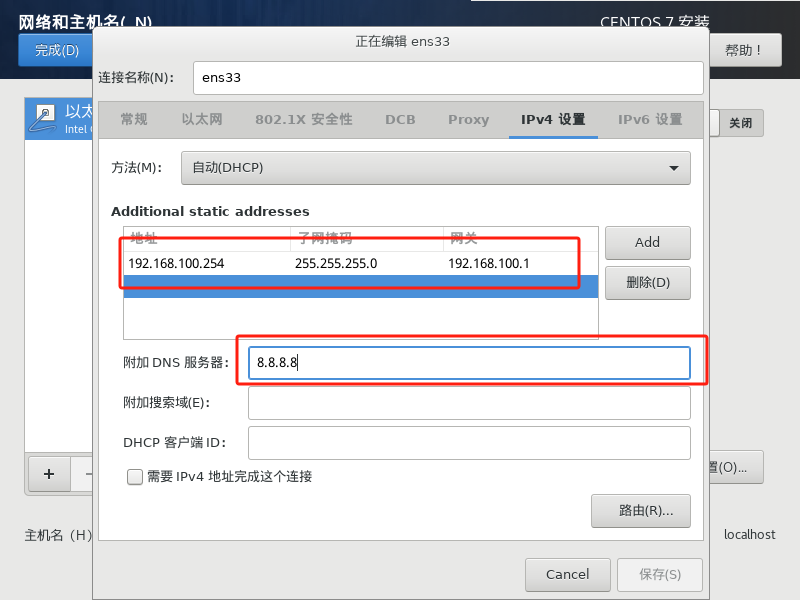 网络和主机名(_N)
CENTOS 7 安装
完成(D)
帮助！
正在编辑 ens33
连接名称(N)：
ens33
以太
Intel
关闭
常规
以太网
802.1X 安全性
DCB
Proxy
IPv4 设置
IPv6 设置
方法(M)：
自动(DHCP)
Additional static addresses
地址
子网掩码
网关
192.168.100.254
255.255.255.0
192.168.100.1
Add
删除(D)
附加 DNS 服务器：
8.8.8.8
附加搜索域(E)：
DHCP 客户端 ID：
需要 IPv4 地址完成这个连接
+
−
置(O)...
路由(R)...
主机名（H）
localhost
Cancel
保存(S)